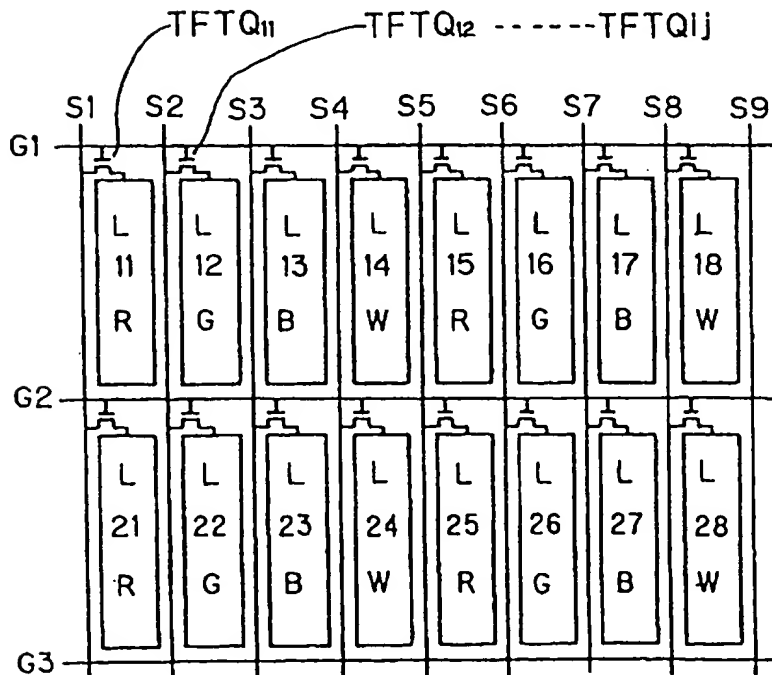 TFTQ11 TFTQ12 ------TFTQij
S1 S2 S3 S4 S5 S6 S7 S8 S9
G1
L L L L L L L L
11 12 13 14 15 16 17 18
R G B W R G B W
G2
L L L L L L L L
21 22 23 24 25 26 27 28
R G B W R G B W
G3